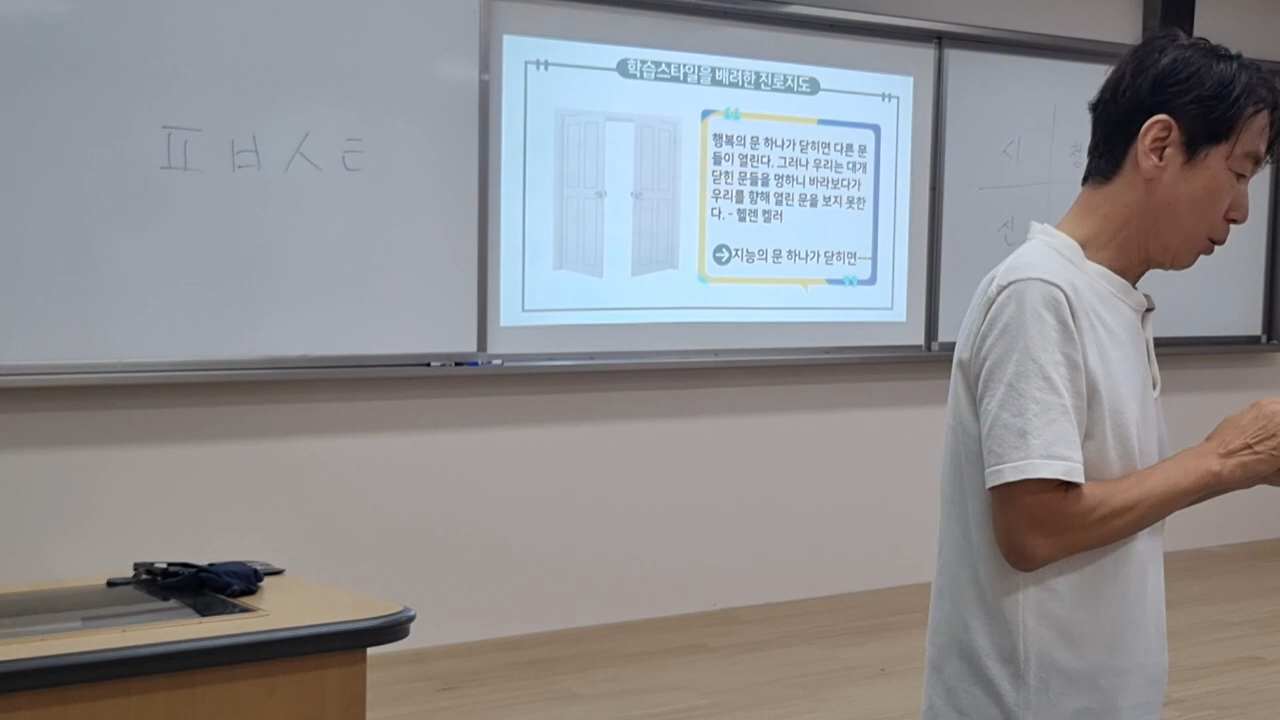 ㅍ ㅂ ㅅ ㅌ
학습스타일을 배려한 진로지도
행복의 문 하나가 닫히면 다른 문
들이 열린다. 그러나 우리는 대개
닫힌 문들을 멍하니 바라보다가
우리를 향해 열린 문을 보지 못한
다. - 헬렌 켈러
지능의 문 하나가 닫히면…
시